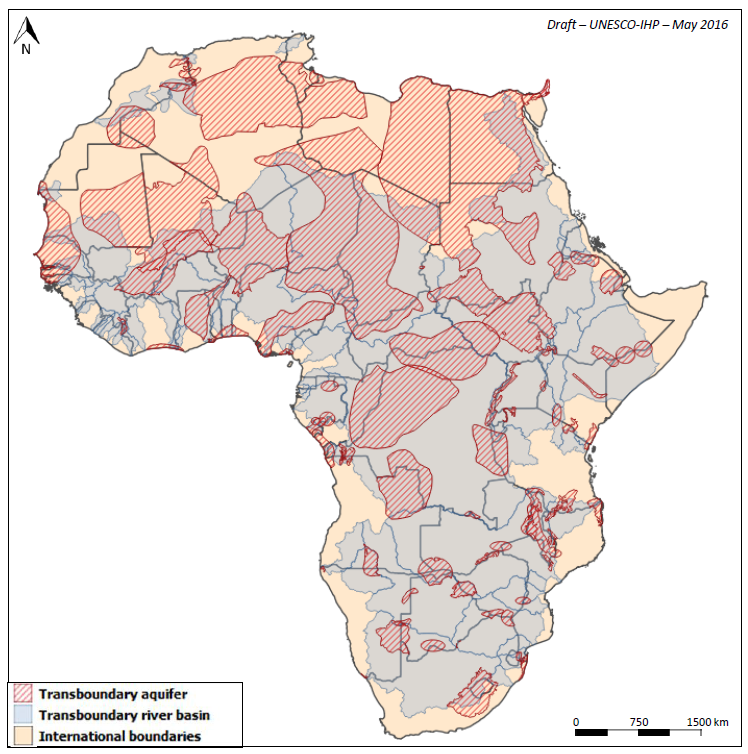 Draft – UNESCO-IHP – May 2016
N
Transboundary aquifer
Transboundary river basin
International boundaries
0 750 1500 km